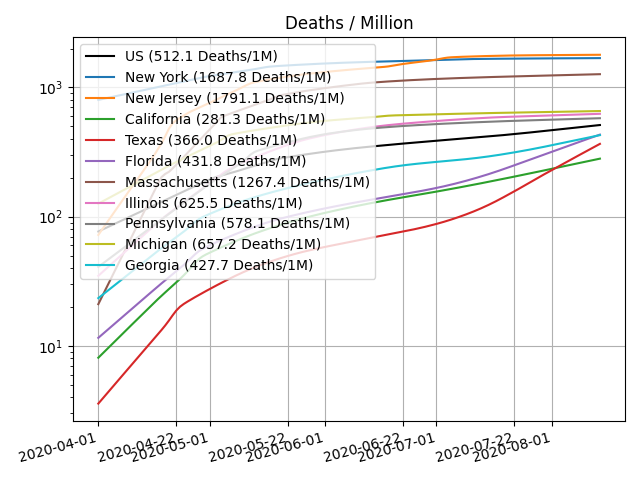 Deaths / Million
US (512.1 Deaths/1M)
New York (1687.8 Deaths/1M)
New Jersey (1791.1 Deaths/1M)
California (281.3 Deaths/1M)
Texas (366.0 Deaths/1M)
Florida (431.8 Deaths/1M)
Massachusetts (1267.4 Deaths/1M)
Illinois (625.5 Deaths/1M)
Pennsylvania (578.1 Deaths/1M)
Michigan (657.2 Deaths/1M)
Georgia (427.7 Deaths/1M)
10³
10²
10¹
2020-04-01
2020-04-22
2020-05-01
2020-05-22
2020-06-01
2020-06-22
2020-07-01
2020-07-22
2020-08-01